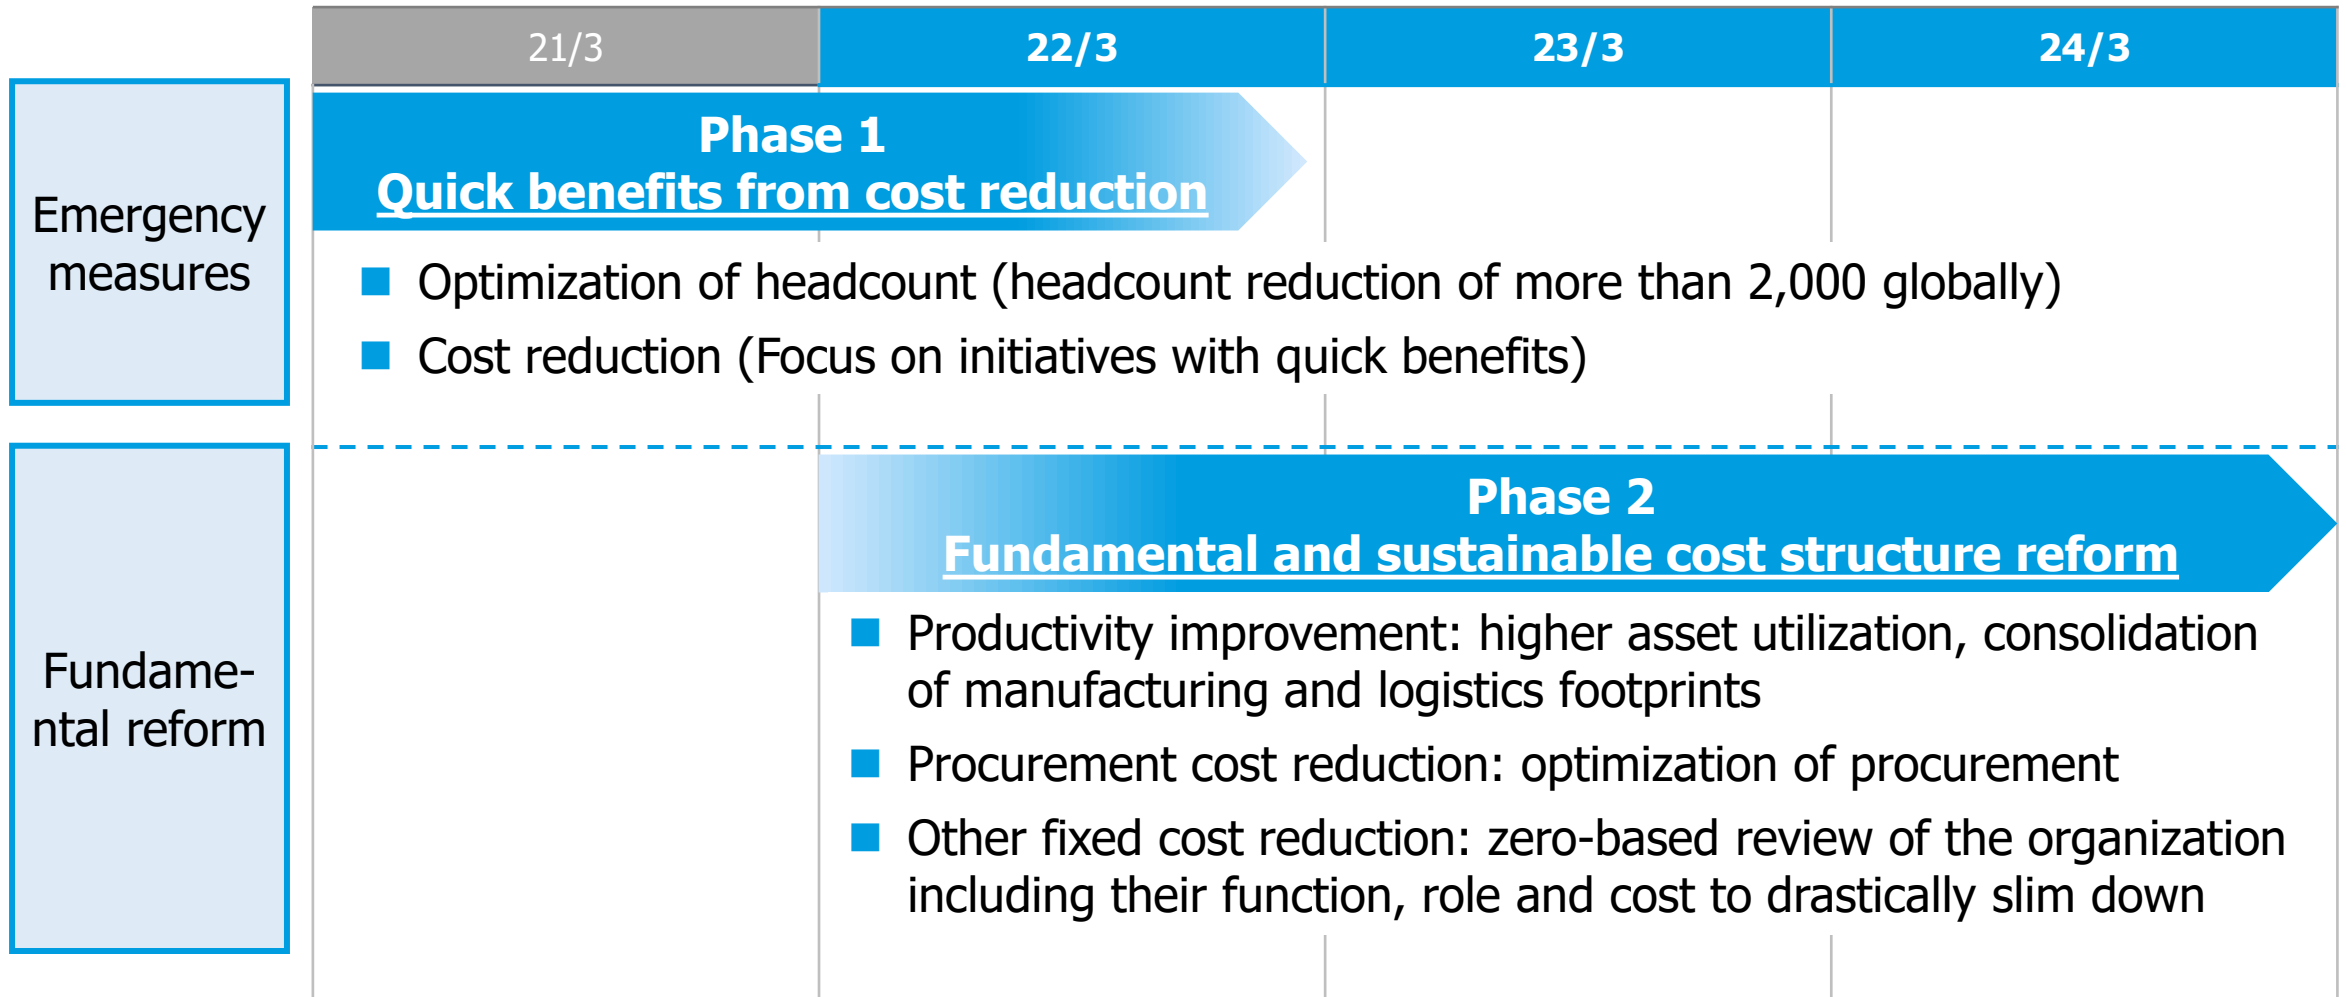 21/3
22/3
23/3
24/3
Emergency
measures
Phase 1
Quick benefits from cost reduction
■ Optimization of headcount (headcount reduction of more than 2,000 globally)
■ Cost reduction (Focus on initiatives with quick benefits)
Fundame-
ntal reform
Phase 2
Fundamental and sustainable cost structure reform
■ Productivity improvement: higher asset utilization, consolidation
of manufacturing and logistics footprints
■ Procurement cost reduction: optimization of procurement
■ Other fixed cost reduction: zero-based review of the organization
including their function, role and cost to drastically slim down